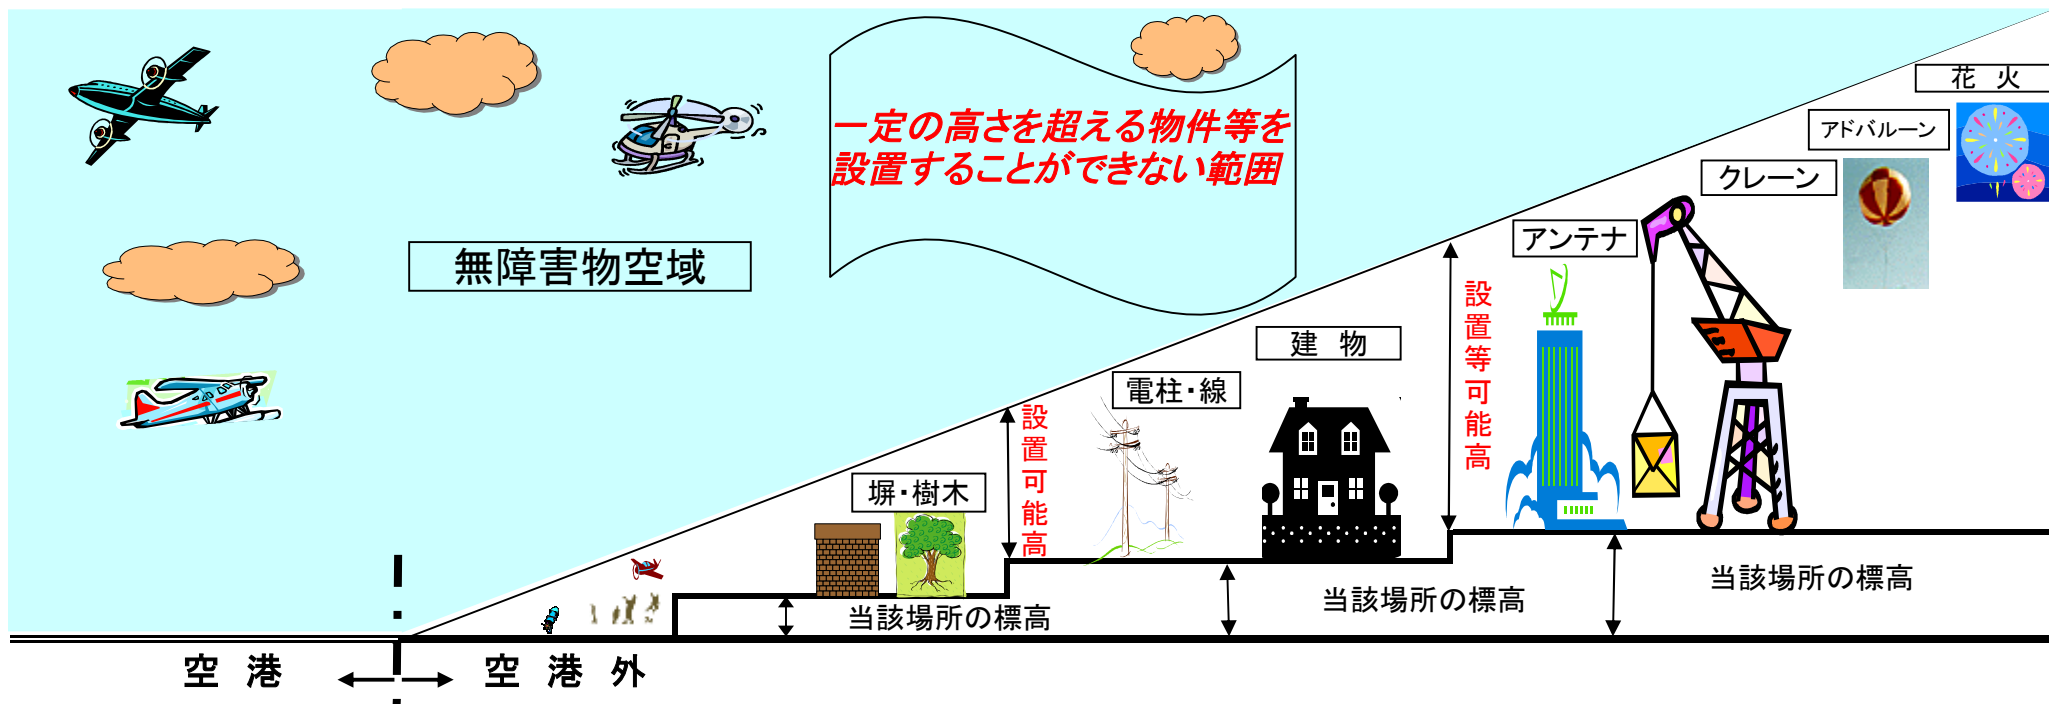 花 火
アドバルーン
一定の高さを超える物件等を
設置することができない範囲
クレーン
アンテナ
無障害物空域
設置等可能高
建 物
電柱・線
設置可能高
塀・樹木
当該場所の標高
当該場所の標高
当該場所の標高
空 港
空 港 外